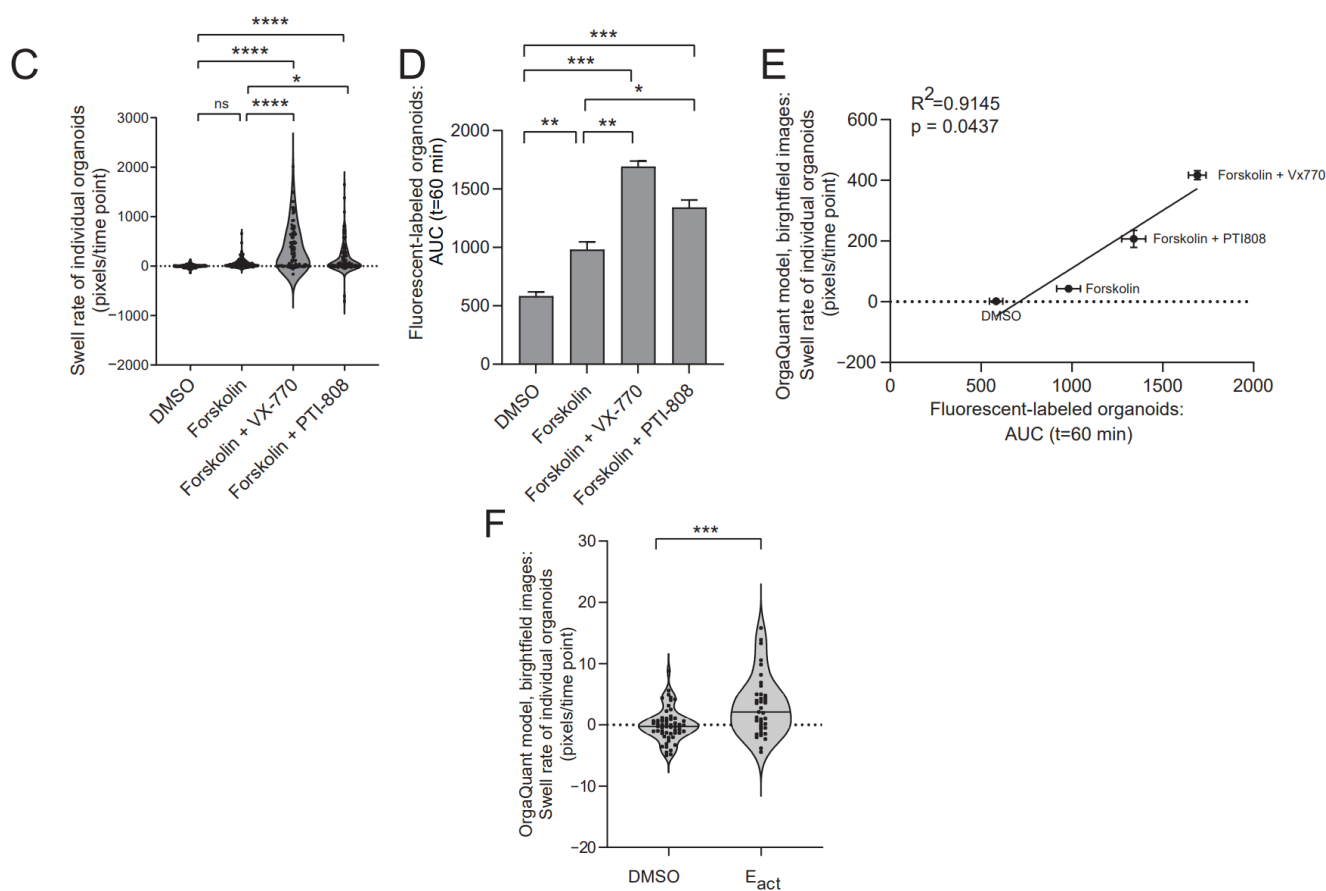 C
****
****
*
ns
****
Swell rate of individual organoids
(pixels/time point)
3000
2000
1000
0
−1000
−2000
DMSO
Forskolin
Forskolin + VX-770
Forskolin + PTI-808
D
***
***
*
**
**
Fluorescent-labeled organoids:
AUC (t=60 min)
2000
1500
1000
500
0
DMSO
Forskolin
Forskolin + VX-770
Forskolin + PTI-808
E
R2=0.9145
p = 0.0437
OrgaQuant model, birghtfield images:
Swell rate of individual organoids
(pixels/time point)
600
400
200
0
−200
Forskolin + Vx770
Forskolin + PTI808
Forskolin
DMSO
0
500
1000
1500
2000
Fluorescent-labeled organoids:
AUC (t=60 min)
F
***
OrgaQuant model, birghtfield images:
Swell rate of individual organoids
(pixels/time point)
30
20
10
0
−10
−20
DMSO
Eact